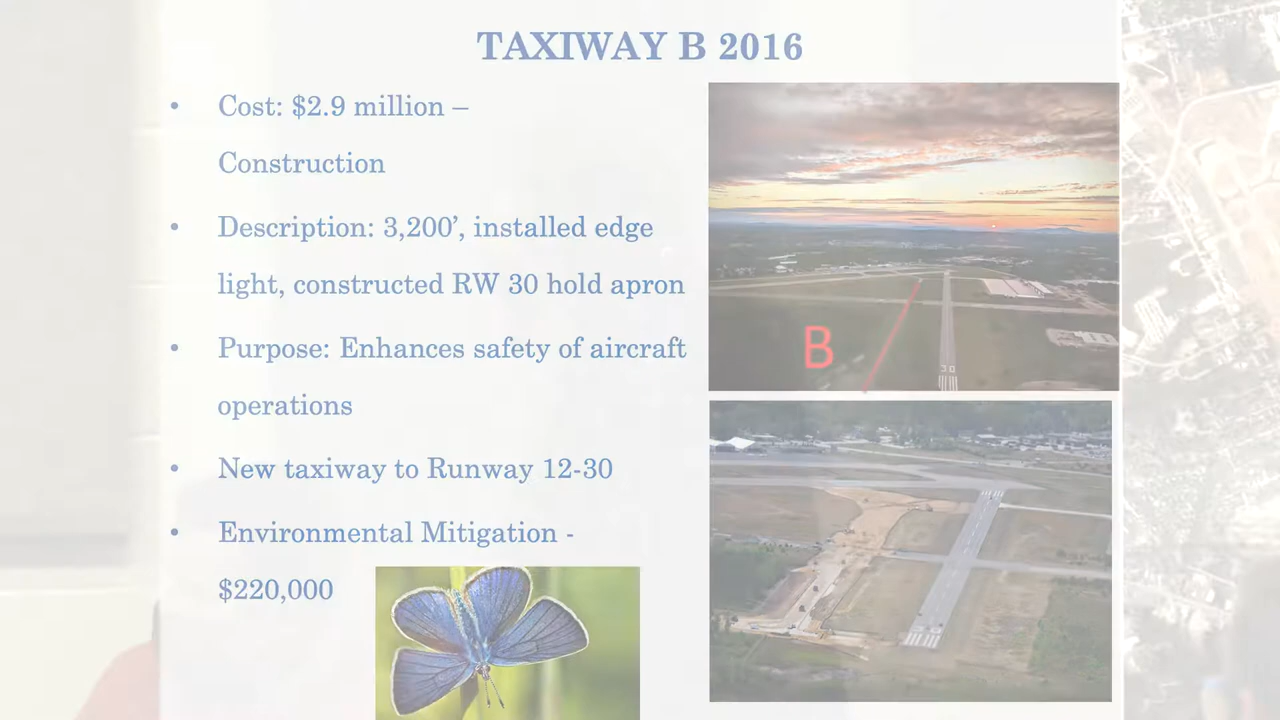 TAXIWAY B 2016
• Cost: $2.9 million –
Construction
• Description: 3,200’, installed edge
light, constructed RW 30 hold apron
• Purpose: Enhances safety of aircraft
operations
• New taxiway to Runway 12-30
• Environmental Mitigation -
$220,000
B
30